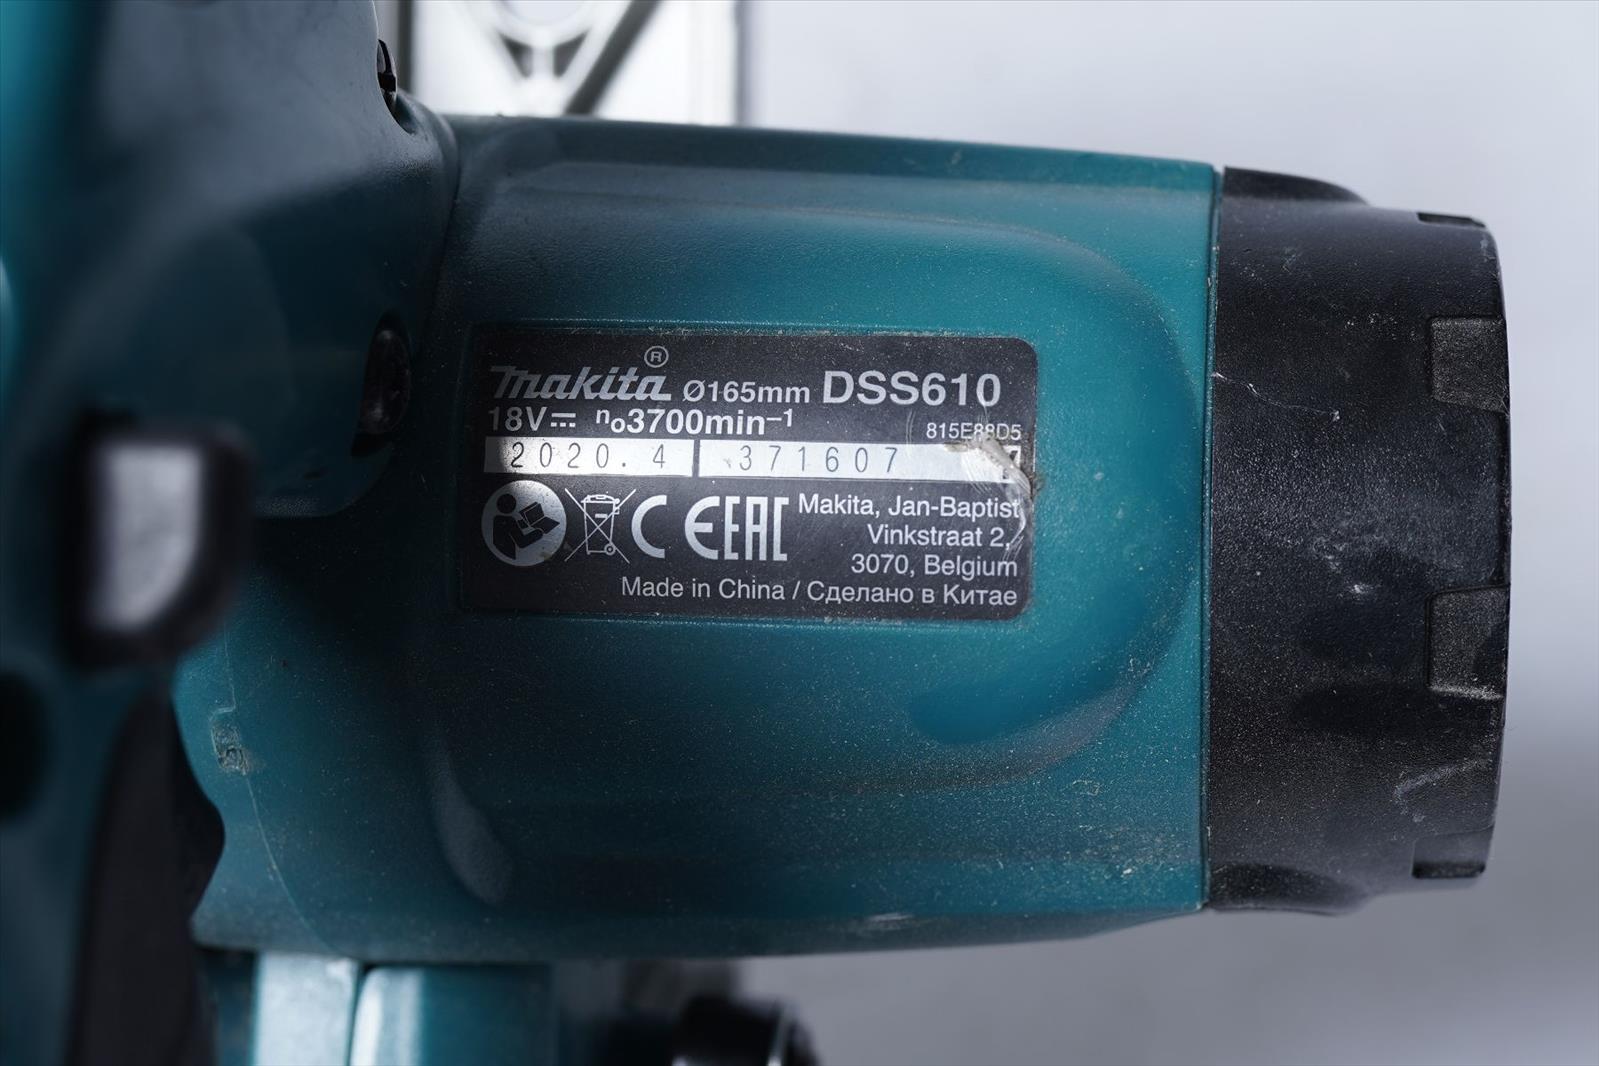 makita® Ø165mm DSS610
18V⎓ n₀3700min⁻¹
2020. 4 371607
CE EAC Makita, Jan-Baptist
Vinkstraat 2,
3070, Belgium
Made in China / Сделано в Китае